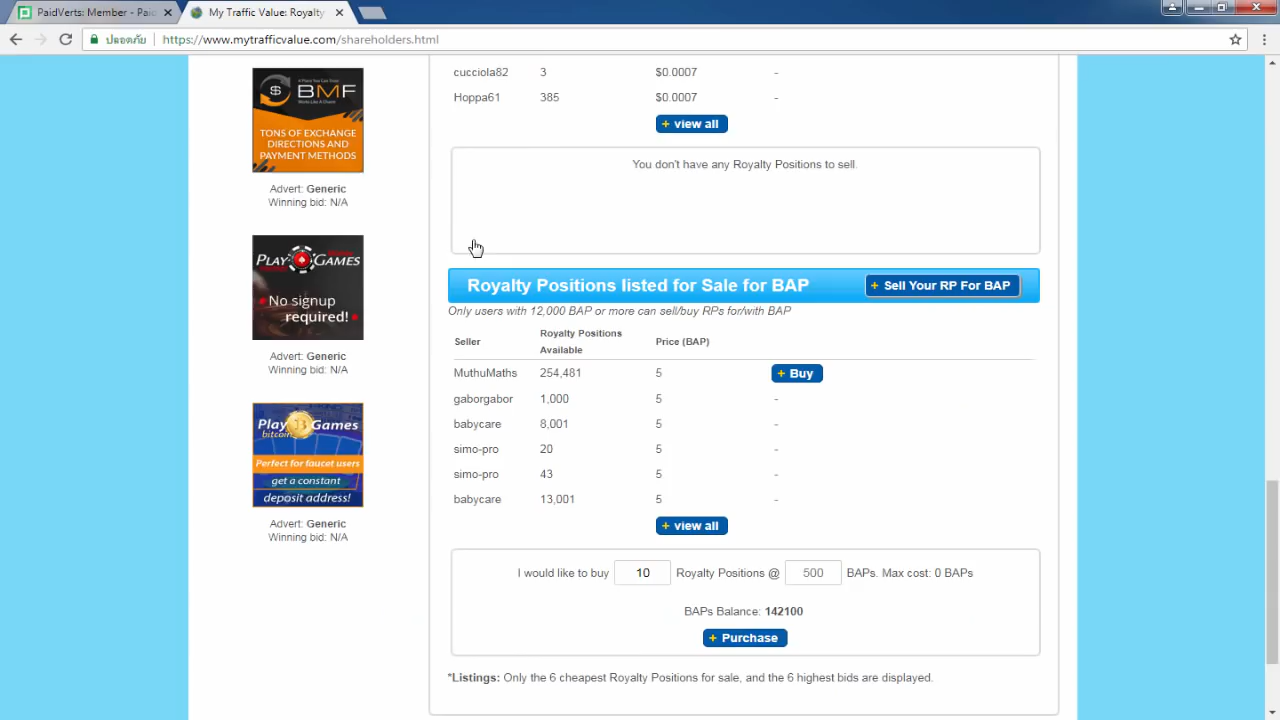 PaidVerts: Member - Paid
My Traffic Value: Royalty
ปลอดภัย
https://www.mytrafficvalue.com/shareholders.html
BMF
TONS OF EXCHANGE
DIRECTIONS AND
PAYMENT METHODS
Advert: Generic
Winning bid: N/A
PLAY GAMES
No signup
required!
Advert: Generic
Winning bid: N/A
Play Games
bitcoin
Perfect for faucet users
get a constant
deposit address!
Advert: Generic
Winning bid: N/A
cucciola82 3 $0.0007 -
Hoppa61 385 $0.0007 -
+ view all
You don't have any Royalty Positions to sell.
Royalty Positions listed for Sale for BAP
+ Sell Your RP For BAP
Only users with 12,000 BAP or more can sell/buy RPs for/with BAP
Seller Royalty Positions Available Price (BAP)
MuthuMaths 254,481 5 + Buy
gaborgabor 1,000 5 -
babycare 8,001 5 -
simo-pro 20 5 -
simo-pro 43 5 -
babycare 13,001 5 -
+ view all
I would like to buy 10 Royalty Positions @ 500 BAPs. Max cost: 0 BAPs
BAPs Balance: 142100
+ Purchase
*Listings: Only the 6 cheapest Royalty Positions for sale, and the 6 highest bids are displayed.